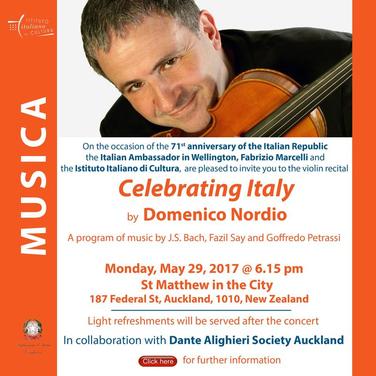 ISTITUTO
italiano
DI CULTURA
MUSICA
On the occasion of the 71st anniversary of the Italian Republic
the Italian Ambassador in Wellington, Fabrizio Marcelli and
the Istituto Italiano di Cultura, are pleased to invite you to the violin recital
Celebrating Italy
by Domenico Nordio
A program of music by J.S. Bach, Fazil Say and Goffredo Petrassi
Monday, May 29, 2017 @ 6.15 pm
St Matthew in the City
187 Federal St, Auckland, 1010, New Zealand
Light refreshments will be served after the concert
In collaboration with Dante Alighieri Society Auckland
Click here for further information